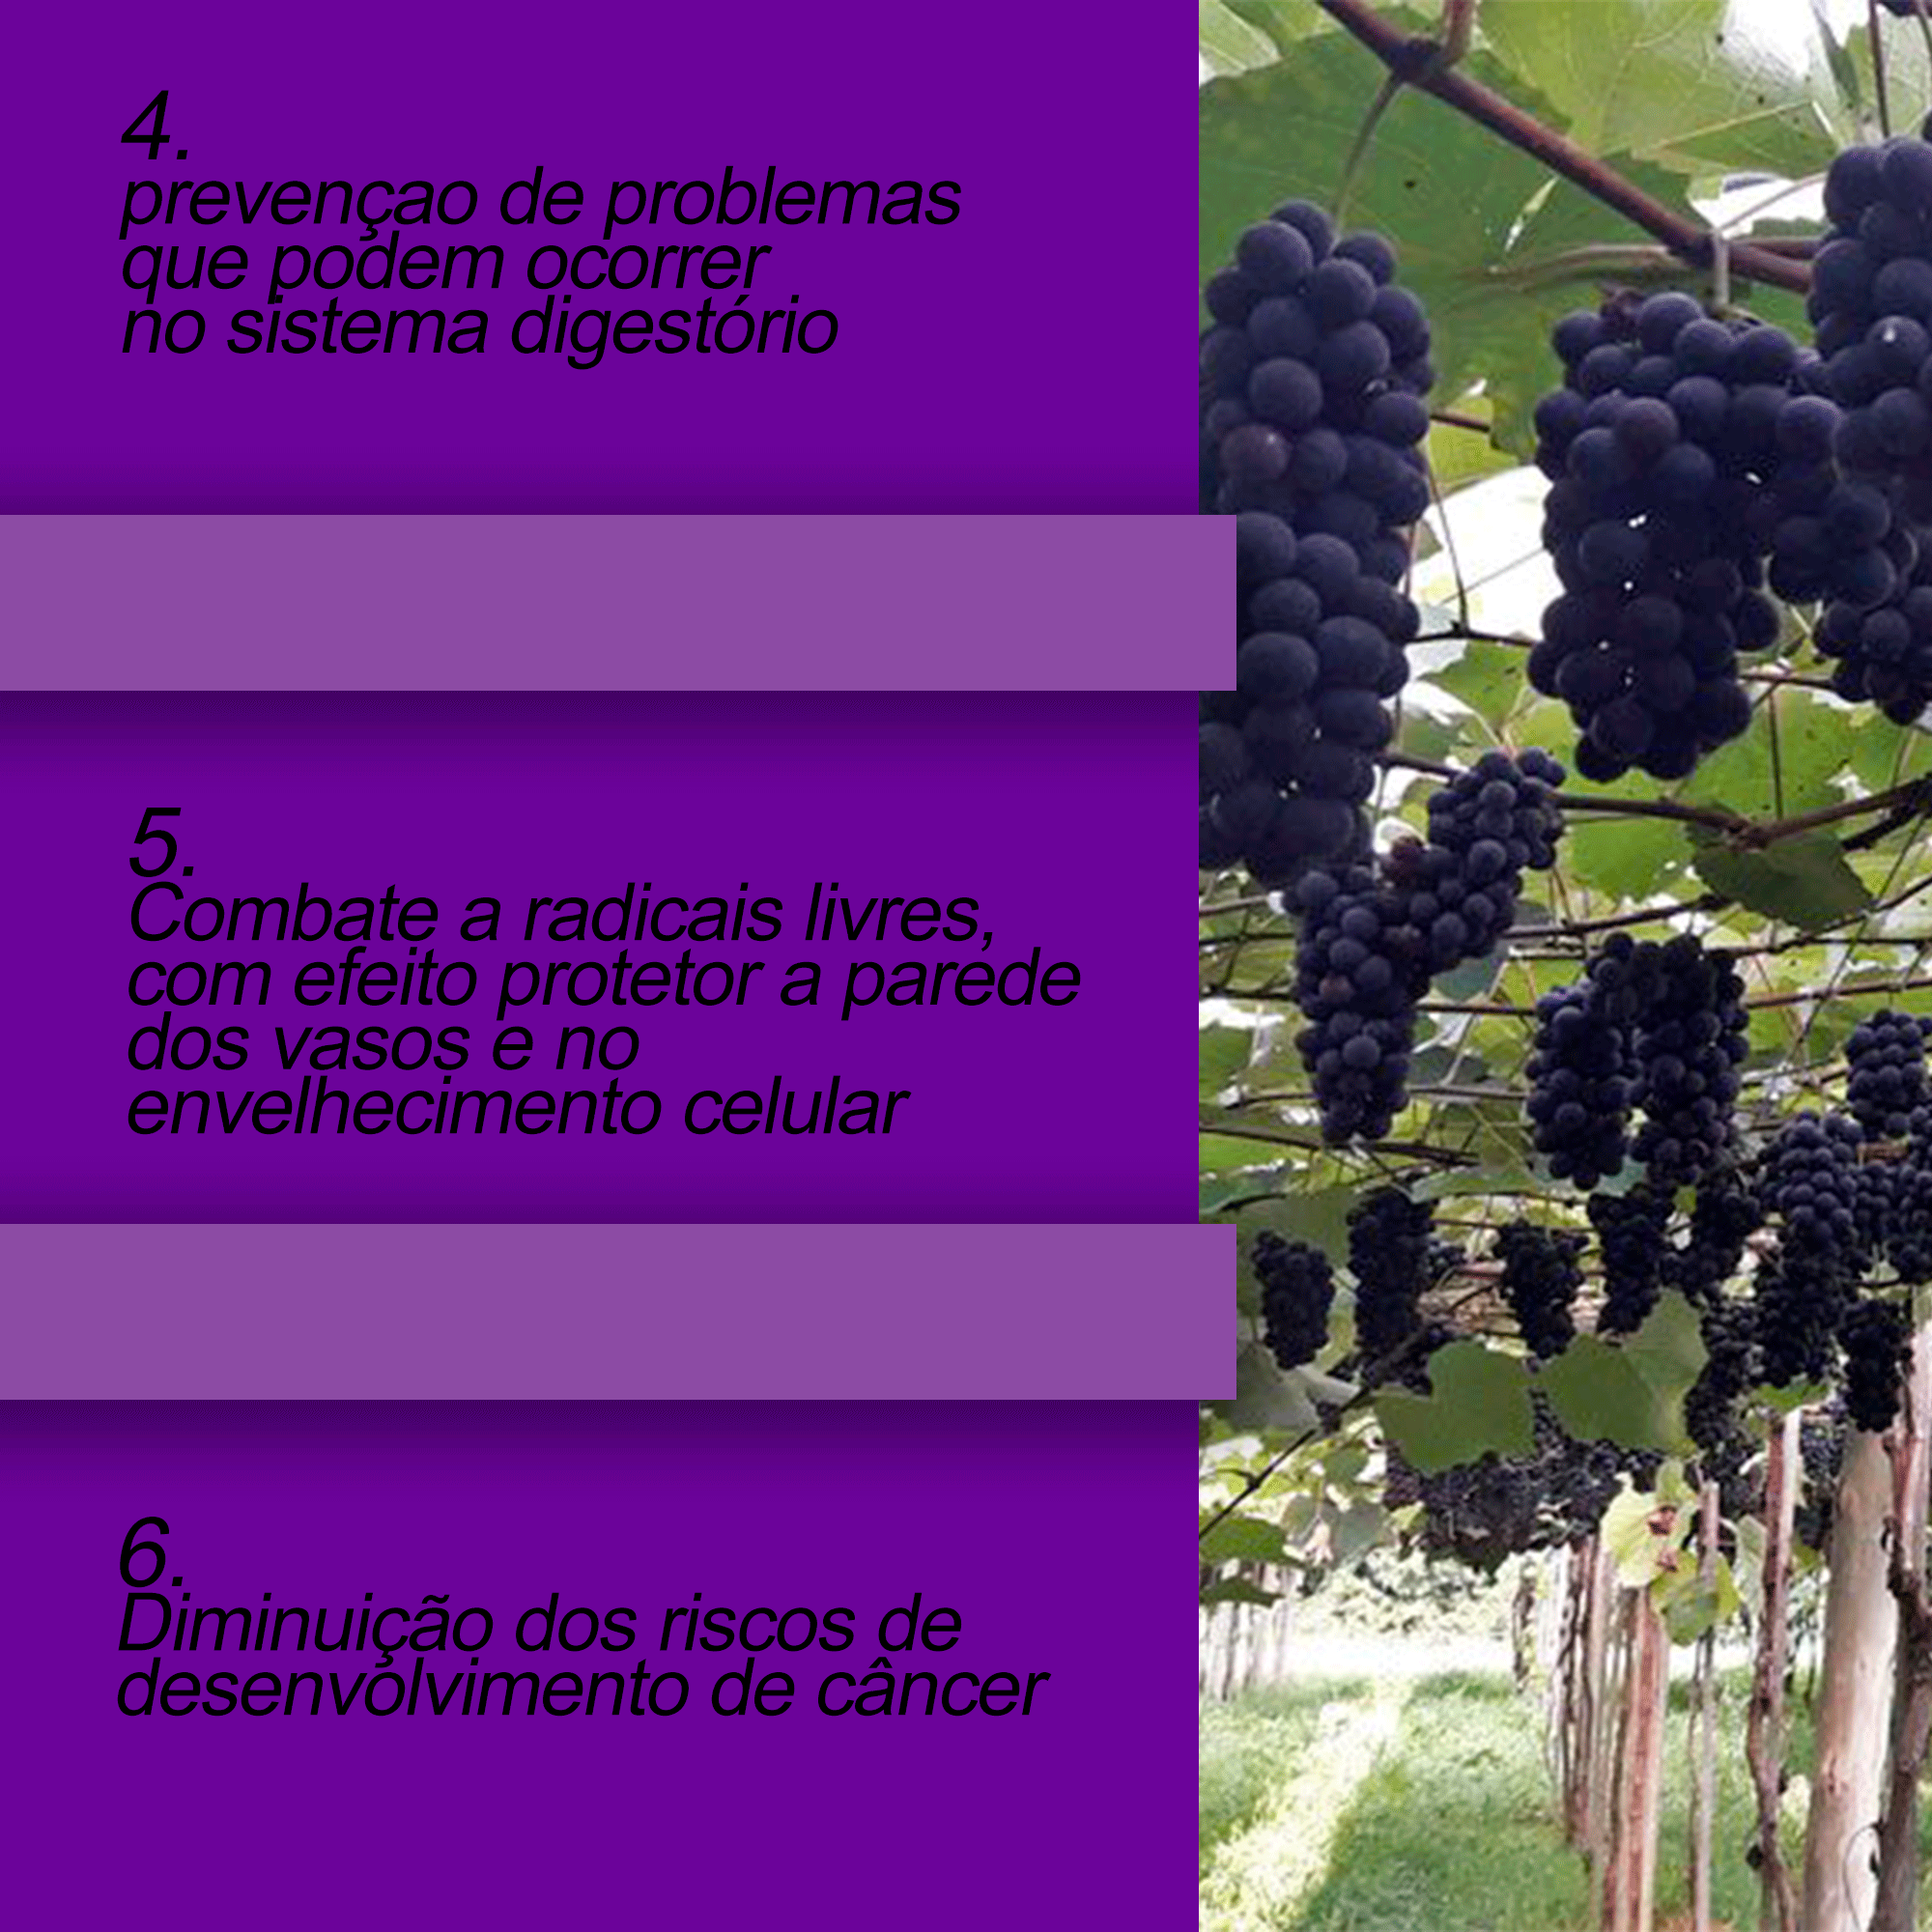 4.
prevençao de problemas
que podem ocorrer
no sistema digestório
5.
Combate a radicais livres,
com efeito protetor a parede
dos vasos e no
envelhecimento celular
6.
Diminuição dos riscos de
desenvolvimento de câncer